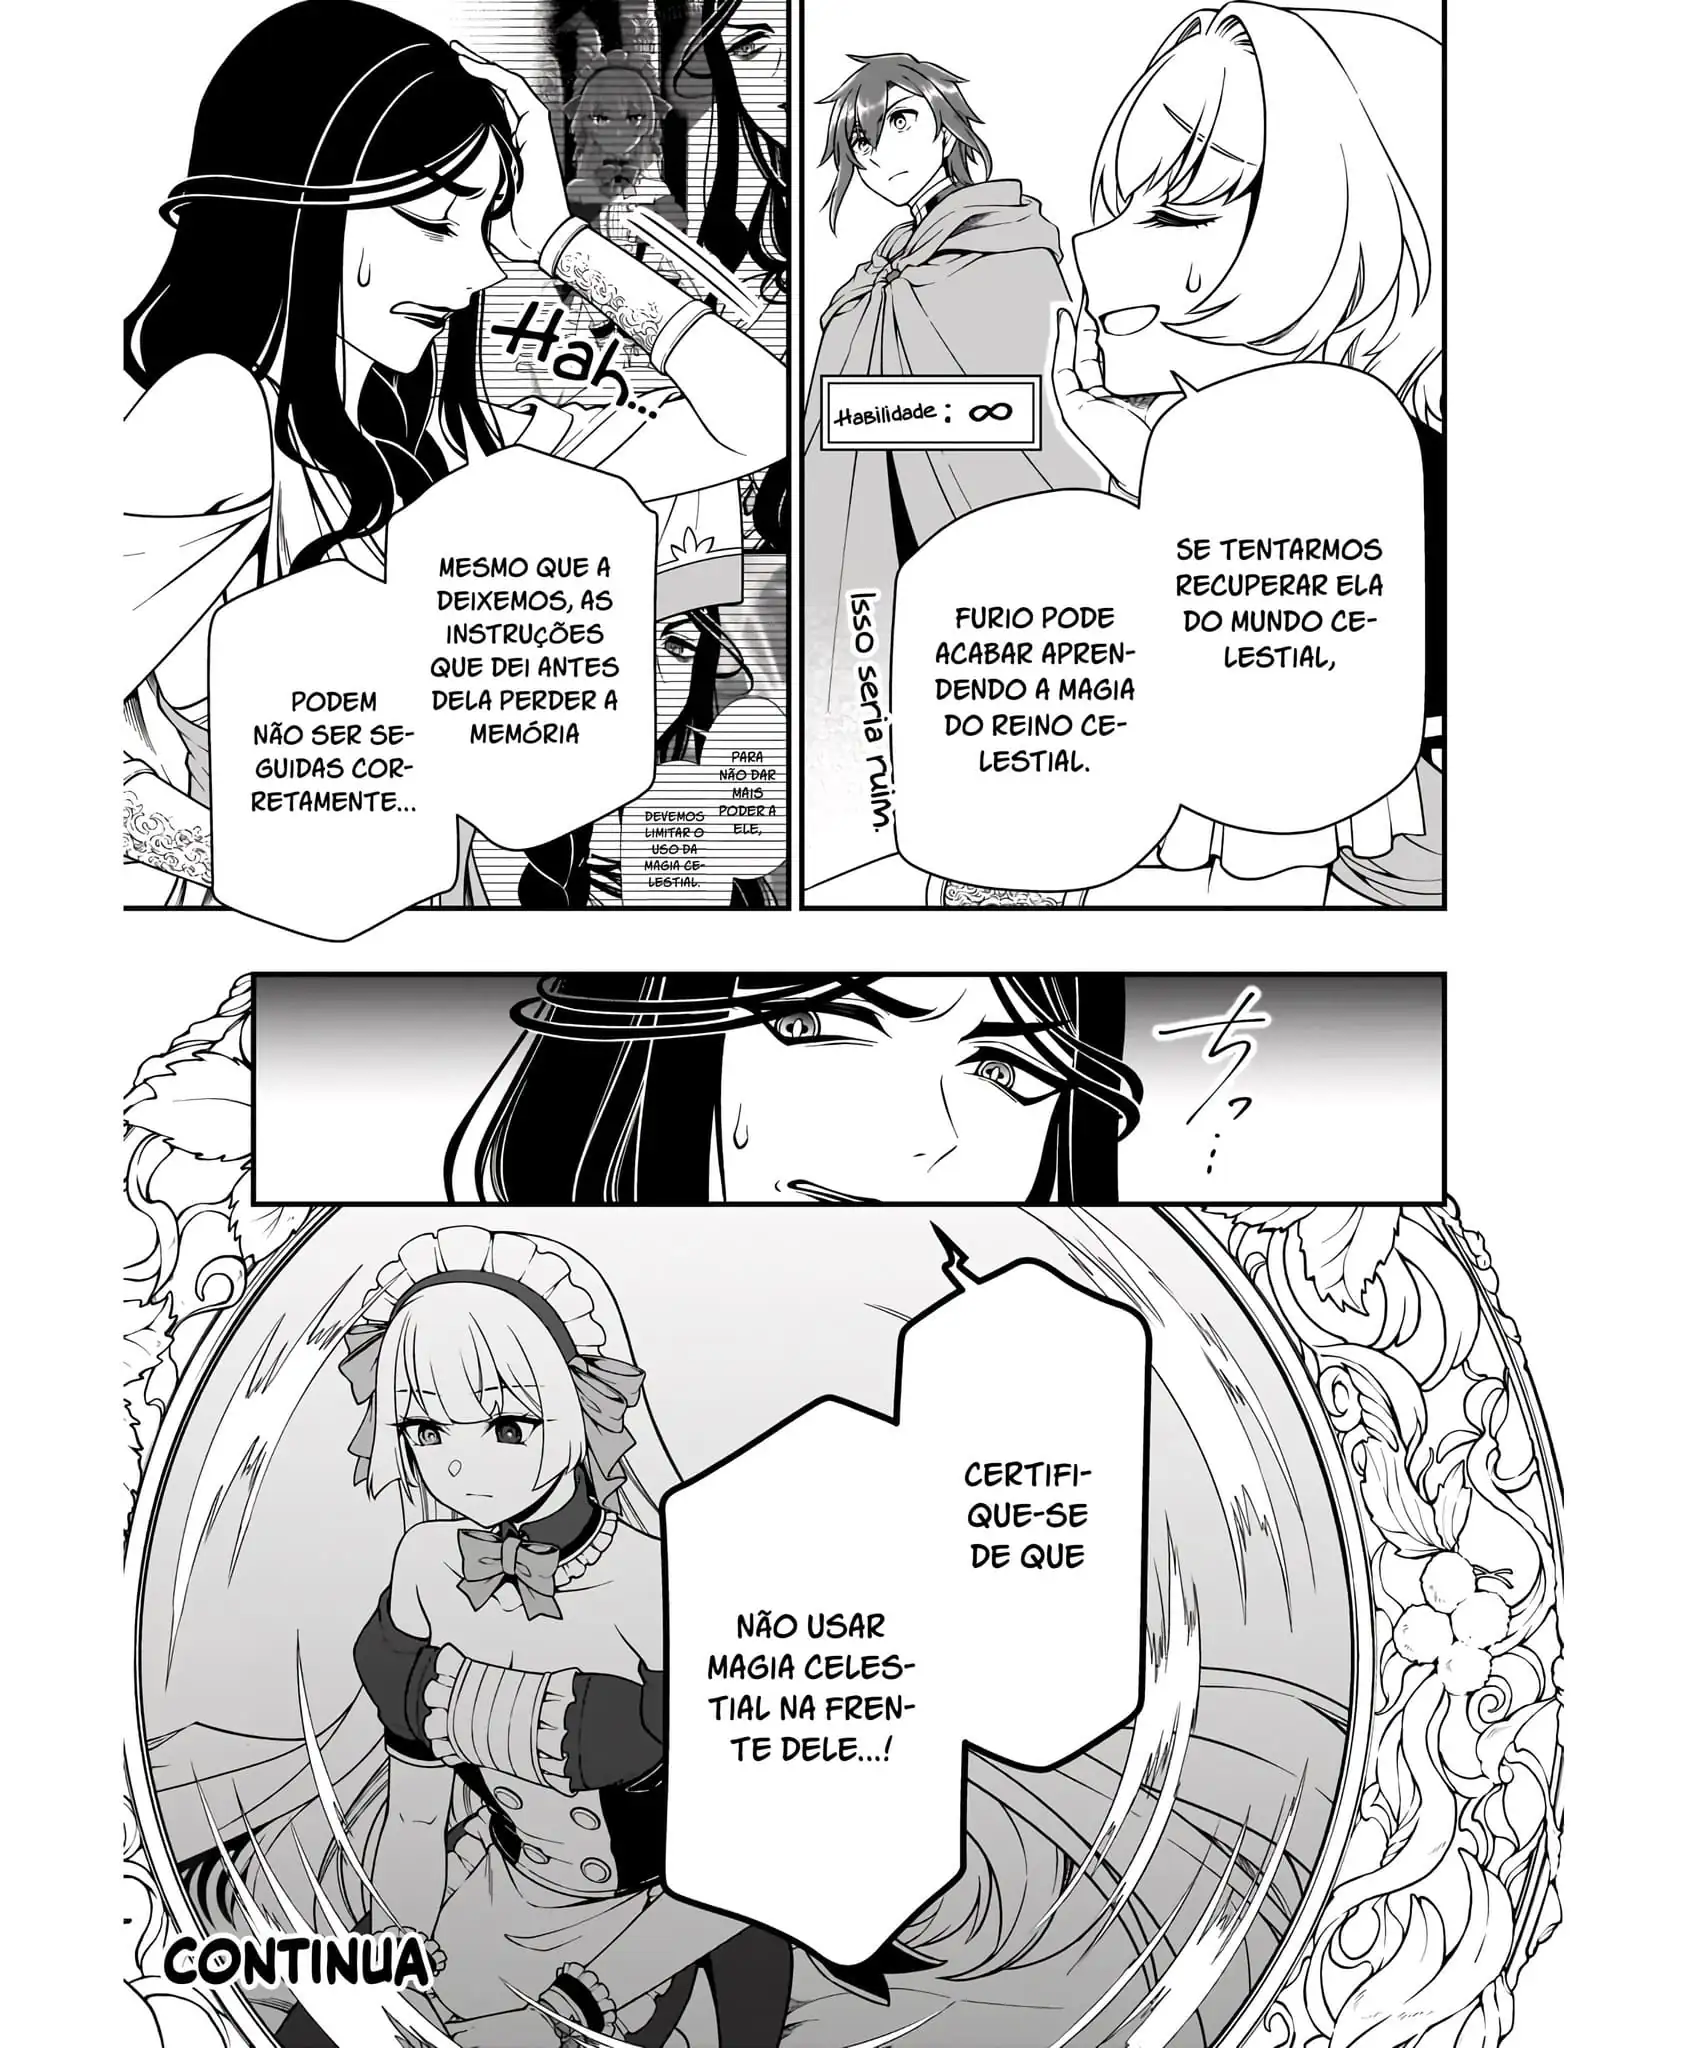 SE TENTARMOS
RECUPERAR ELA
DO MUNDO CE-
LESTIAL,
FURIO PODE
ACABAR APREN-
DENDO A MAGIA
DO REINO CE-
LESTIAL.
Habilidade: ∞
Isso seria ruim.
Hah...
MESMO QUE A
DEIXEMOS, AS
INSTRUÇÕES
QUE DEI ANTES
DELA PERDER A
MEMÓRIA
PODEM
NÃO SER SE-
GUIDAS COR-
RETAMENTE...
PARA
NÃO DAR
MAIS
PODER A
ELE,
DEVEMOS
LIMITAR O
USO DA
MAGIA CE-
LESTIAL.
ちっ...
CERTIFI-
QUE-SE
DE QUE
NÃO USAR
MAGIA CELES-
TIAL NA FREN-
TE DELE...!
CONTINUA